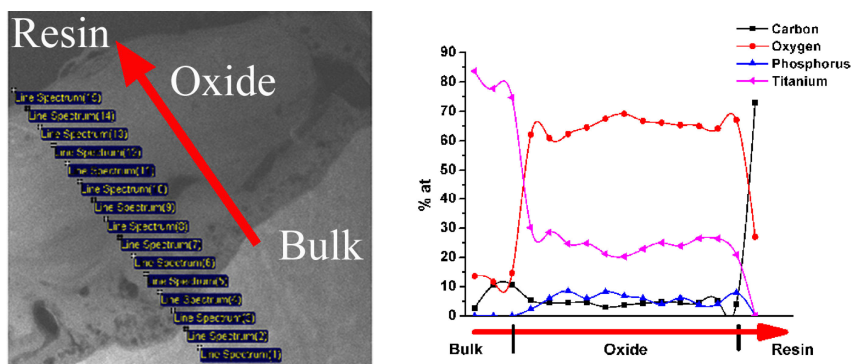 Resin
Oxide
Bulk
Line Spectrum(15)
Line Spectrum(14)
Line Spectrum(13)
Line Spectrum(12)
Line Spectrum(11)
Line Spectrum(10)
Line Spectrum(9)
Line Spectrum(8)
Line Spectrum(7)
Line Spectrum(6)
Line Spectrum(5)
Line Spectrum(4)
Line Spectrum(3)
Line Spectrum(2)
Line Spectrum(1)
Carbon
Oxygen
Phosphorus
Titanium
% at
90
80
70
60
50
40
30
20
10
0
Bulk Oxide Resin